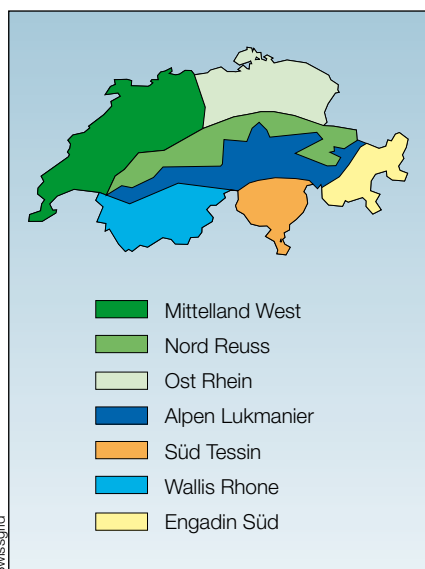 Mittelland West
Nord Reuss
Ost Rhein
Alpen Lukmanier
Süd Tessin
Wallis Rhone
Engadin Süd